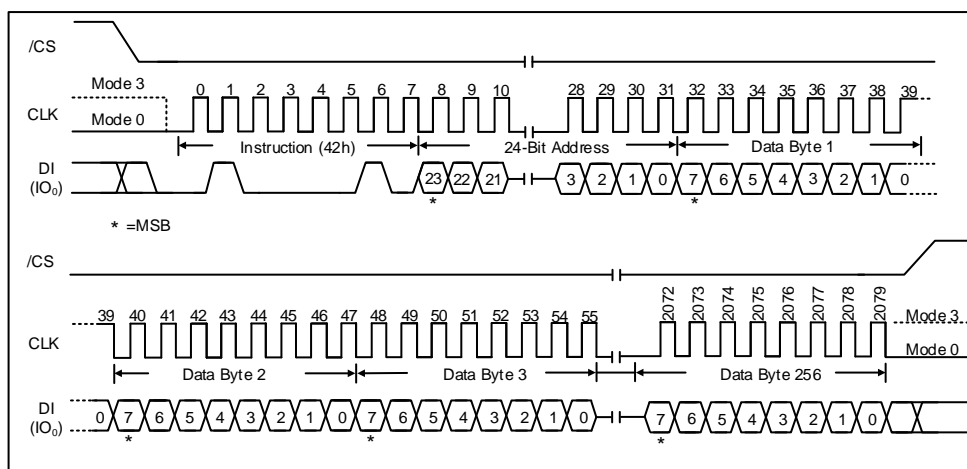 /CS
Mode 3
0 1 2 3 4 5 6 7 8 9 10 28 29 30 31 32 33 34 35 36 37 38 39
CLK
Mode 0
Instruction (42h) 24-Bit Address Data Byte 1
DI
(IO₀)
23 22 21 3 2 1 0 7 6 5 4 3 2 1 0
* *
* =MSB
/CS
39 40 41 42 43 44 45 46 47 48 49 50 51 52 53 54 55 2072 2073 2074 2075 2076 2077 2078 2079
Mode 3
CLK
Mode 0
Data Byte 2 Data Byte 3 Data Byte 256
DI
(IO₀)
0 7 6 5 4 3 2 1 0 7 6 5 4 3 2 1 0 7 6 5 4 3 2 1 0
* * *